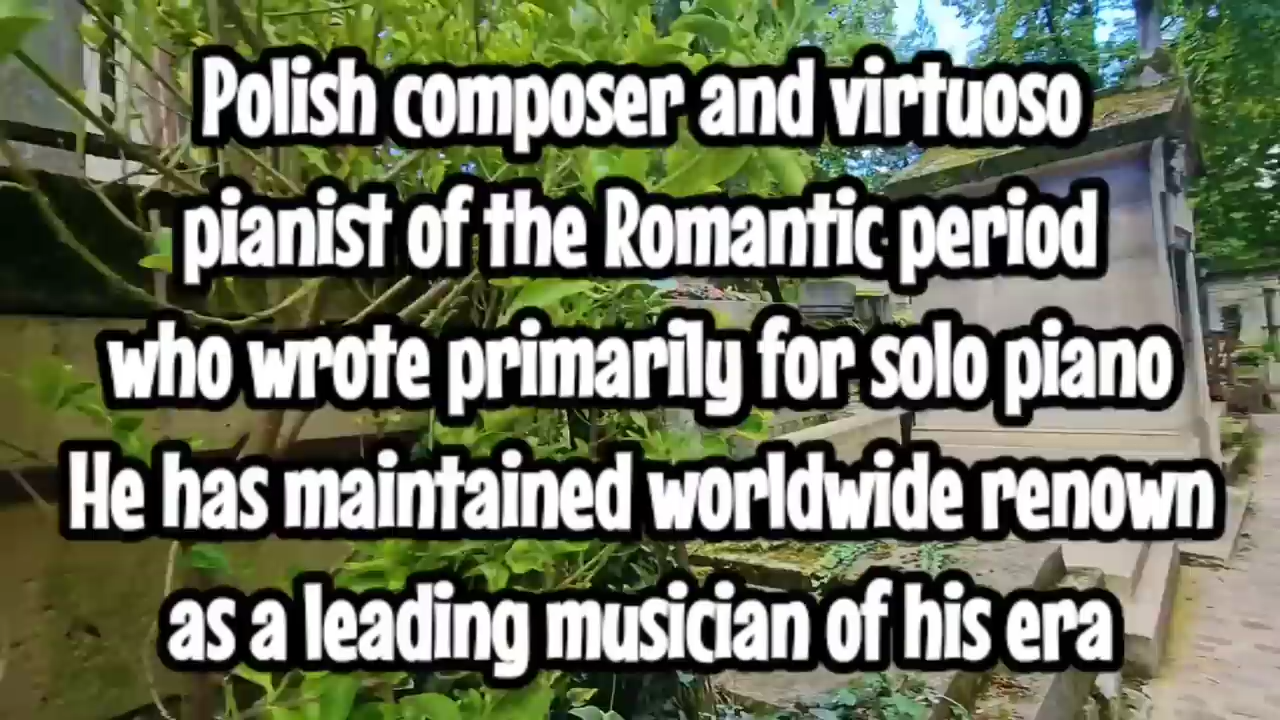 Polish composer and virtuoso
pianist of the Romantic period
who wrote primarily for solo piano
He has maintained worldwide renown
as a leading musician of his era